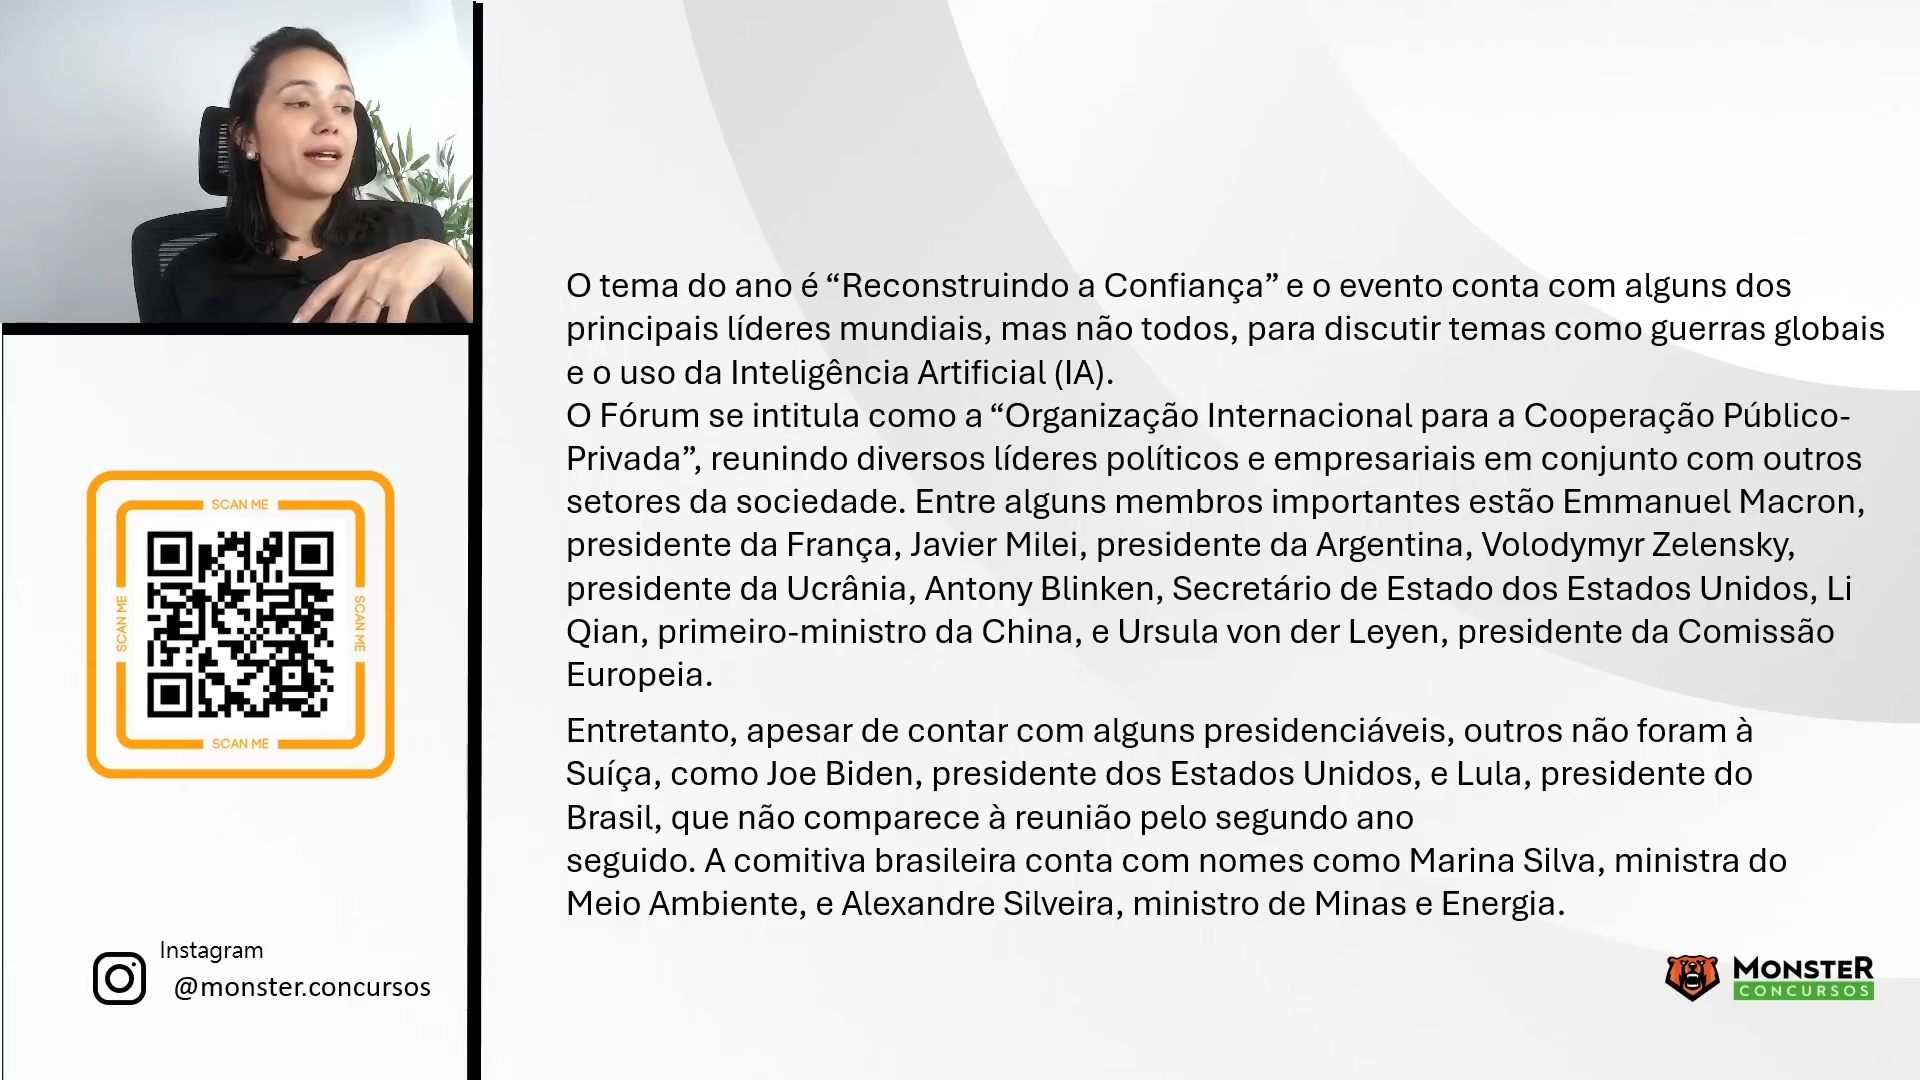 O tema do ano é “Reconstruindo a Confiança” e o evento conta com alguns dos
principais líderes mundiais, mas não todos, para discutir temas como guerras globais
e o uso da Inteligência Artificial (IA).
O Fórum se intitula como a “Organização Internacional para a Cooperação Público-
Privada”, reunindo diversos líderes políticos e empresariais em conjunto com outros
setores da sociedade. Entre alguns membros importantes estão Emmanuel Macron,
presidente da França, Javier Milei, presidente da Argentina, Volodymyr Zelensky,
presidente da Ucrânia, Antony Blinken, Secretário de Estado dos Estados Unidos, Li
Qian, primeiro-ministro da China, e Ursula von der Leyen, presidente da Comissão
Europeia.
Entretanto, apesar de contar com alguns presidenciáveis, outros não foram à
Suíça, como Joe Biden, presidente dos Estados Unidos, e Lula, presidente do
Brasil, que não comparece à reunião pelo segundo ano
seguido. A comitiva brasileira conta com nomes como Marina Silva, ministra do
Meio Ambiente, e Alexandre Silveira, ministro de Minas e Energia.
SCAN ME
SCAN ME
SCAN ME
SCAN ME
Instagram
@monster.concursos
MONSTER
CONCURSOS